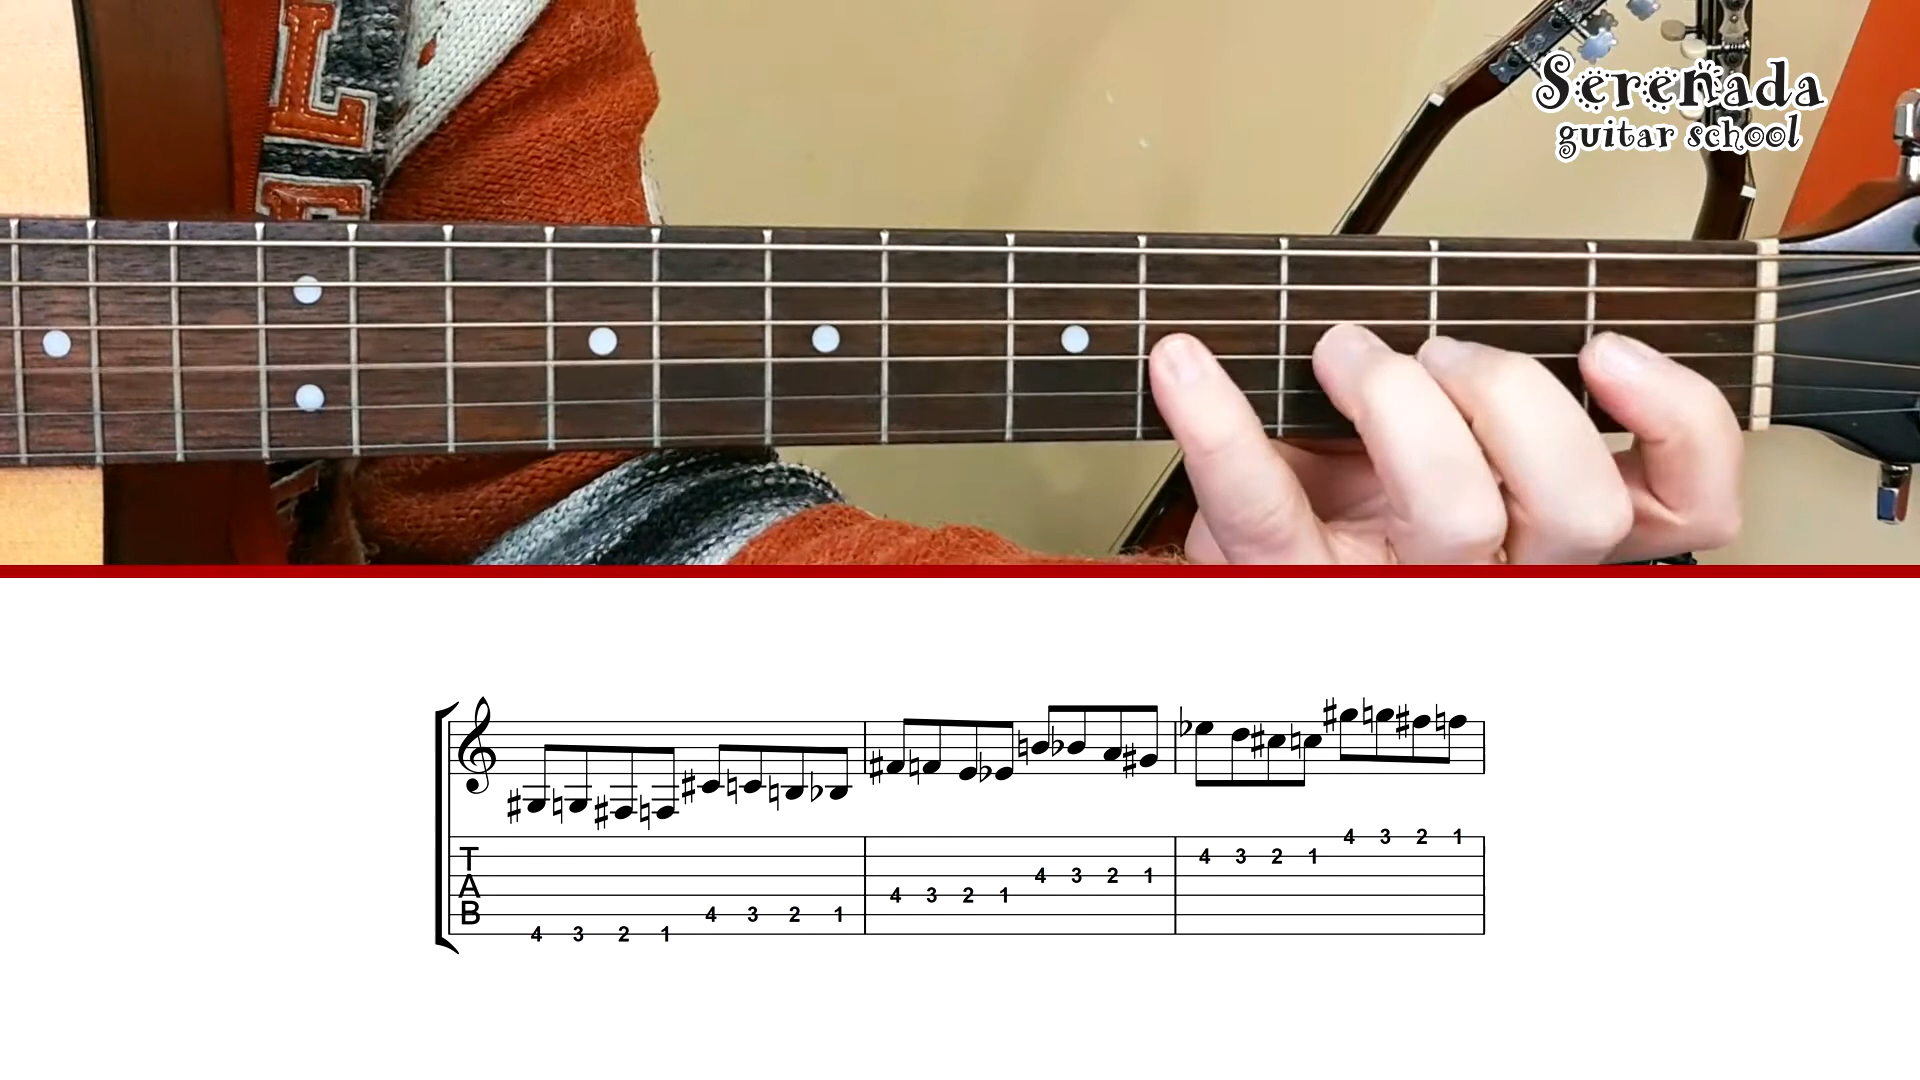 L
Serenada
guitar school
4 3 2 1
4 3 2 1
T 4 3 2 1
A 4 3 2 1
B 4 3 2 1
4 3 2 1